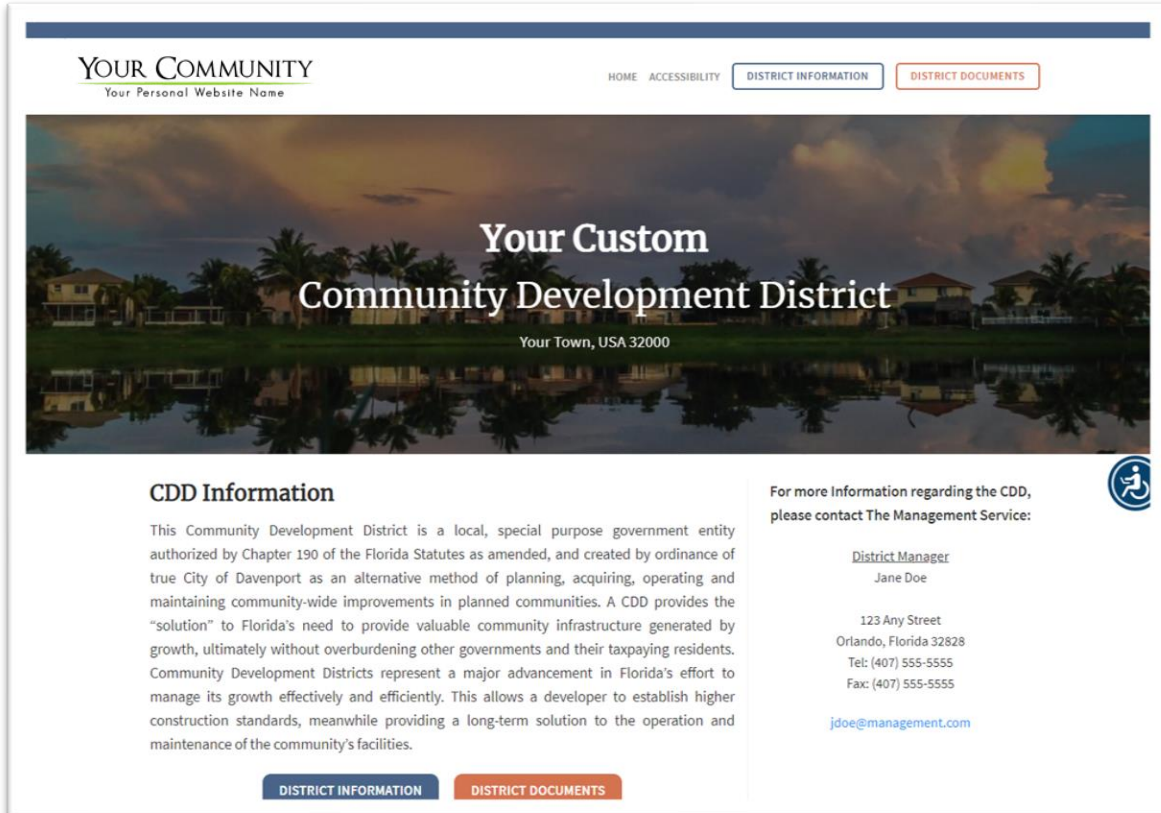 YOUR COMMUNITY
Your Personal Website Name
HOME ACCESSIBILITY DISTRICT INFORMATION DISTRICT DOCUMENTS
Your Custom
Community Development District
Your Town, USA 32000
CDD Information
This Community Development District is a local, special purpose government entity
authorized by Chapter 190 of the Florida Statutes as amended, and created by ordinance of
true City of Davenport as an alternative method of planning, acquiring, operating and
maintaining community-wide improvements in planned communities. A CDD provides the
“solution” to Florida’s need to provide valuable community infrastructure generated by
growth, ultimately without overburdening other governments and their taxpaying residents.
Community Development Districts represent a major advancement in Florida’s effort to
manage its growth effectively and efficiently. This allows a developer to establish higher
construction standards, meanwhile providing a long-term solution to the operation and
maintenance of the community’s facilities.
DISTRICT INFORMATION DISTRICT DOCUMENTS
For more Information regarding the CDD,
please contact The Management Service:
District Manager
Jane Doe
123 Any Street
Orlando, Florida 32828
Tel: (407) 555-5555
Fax: (407) 555-5555
jdoe@management.com